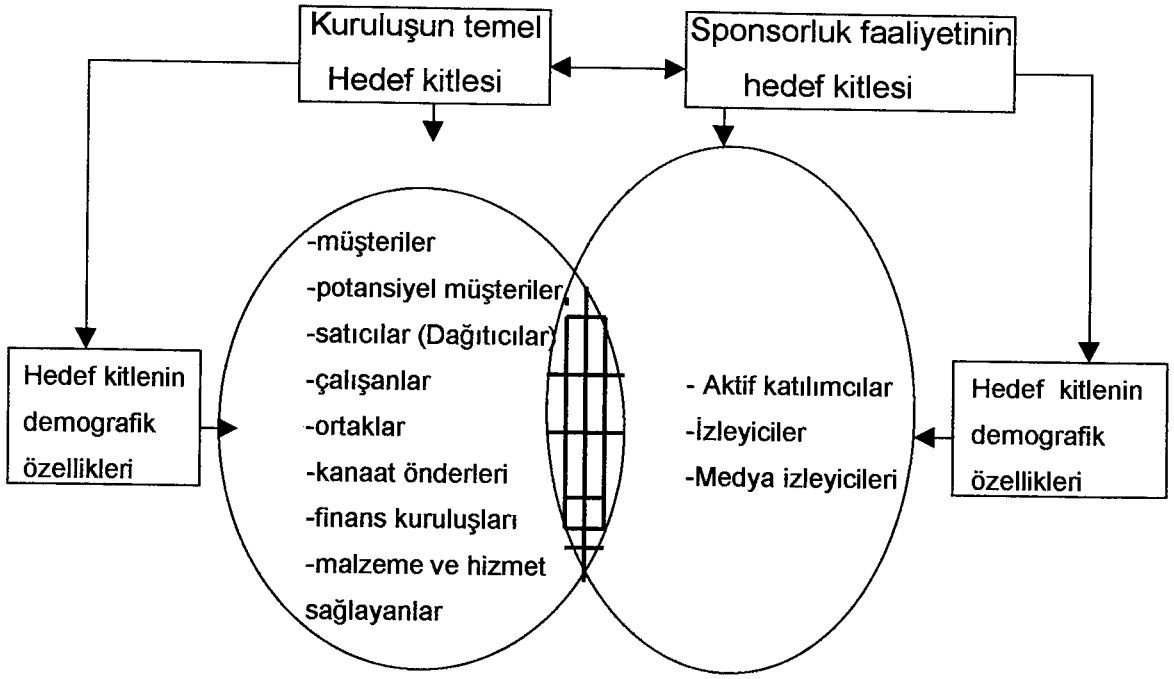 Kuruluşun temel
Hedef kitlesi
Sponsorluk faaliyetinin
hedef kitlesi
-müşteriler
-potansiyel müşteriler
-satıcılar (Dağıtıcılar)
-çalışanlar
-ortaklar
-kanaat önderleri
-finans kuruluşları
-malzeme ve hizmet
sağlayanlar
Hedef kitlenin
demografik
özellikleri
- Aktif katılımcılar
-İzleyiciler
-Medya izleyicileri
Hedef kitlenin
demografik
özellikleri